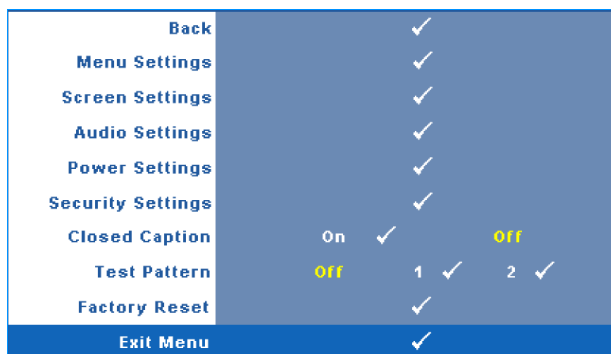 Back ✓
Menu Settings ✓
Screen Settings ✓
Audio Settings ✓
Power Settings ✓
Security Settings ✓
Closed Caption On ✓ Off
Test Pattern Off 1 ✓ 2 ✓
Factory Reset ✓
Exit Menu ✓